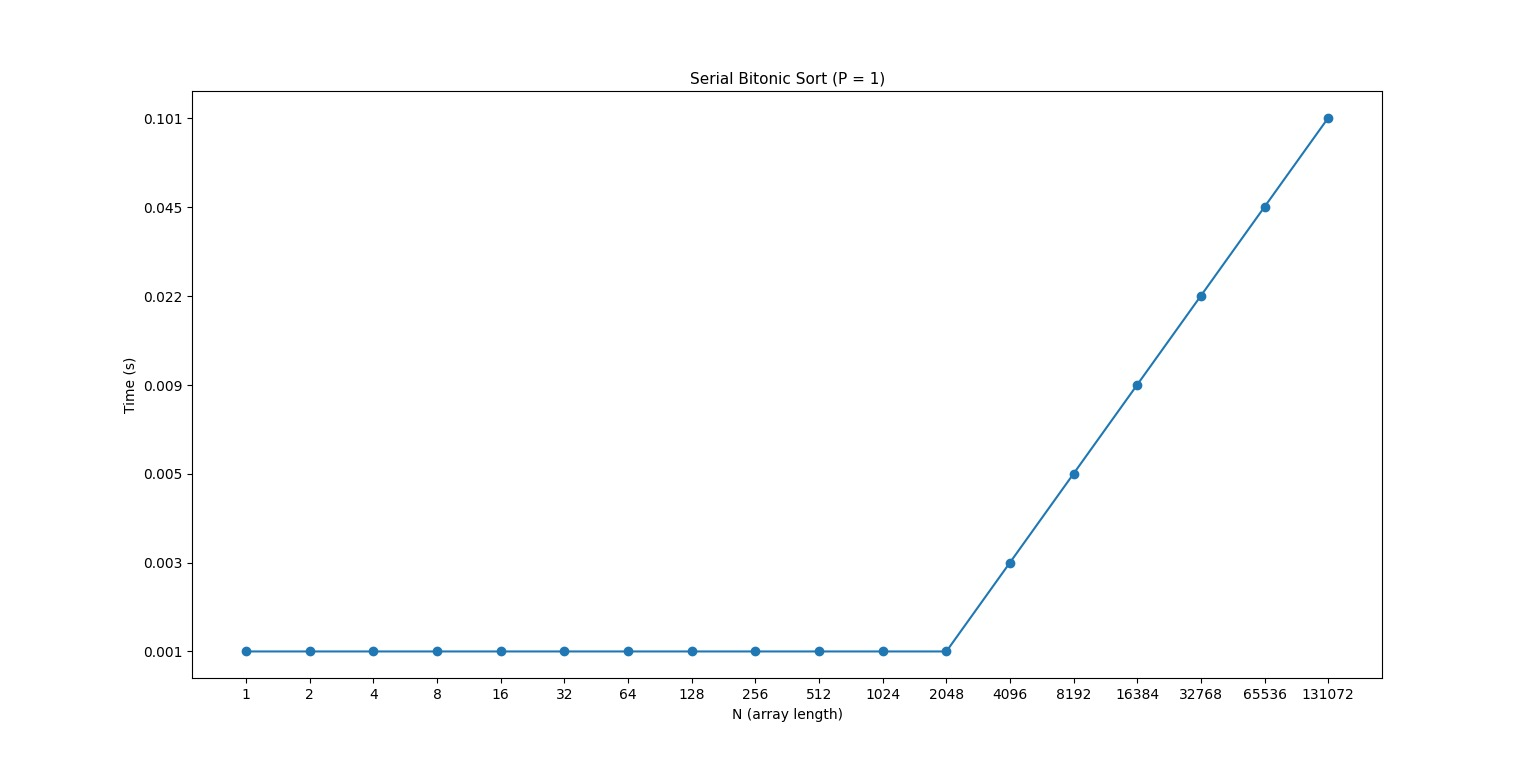 Serial Bitonic Sort (P = 1)
0.101
0.045
0.022
0.009
0.005
0.003
0.001
Time (s)
1 2 4 8 16 32 64 128 256 512 1024 2048 4096 8192 16384 32768 65536 131072
N (array length)